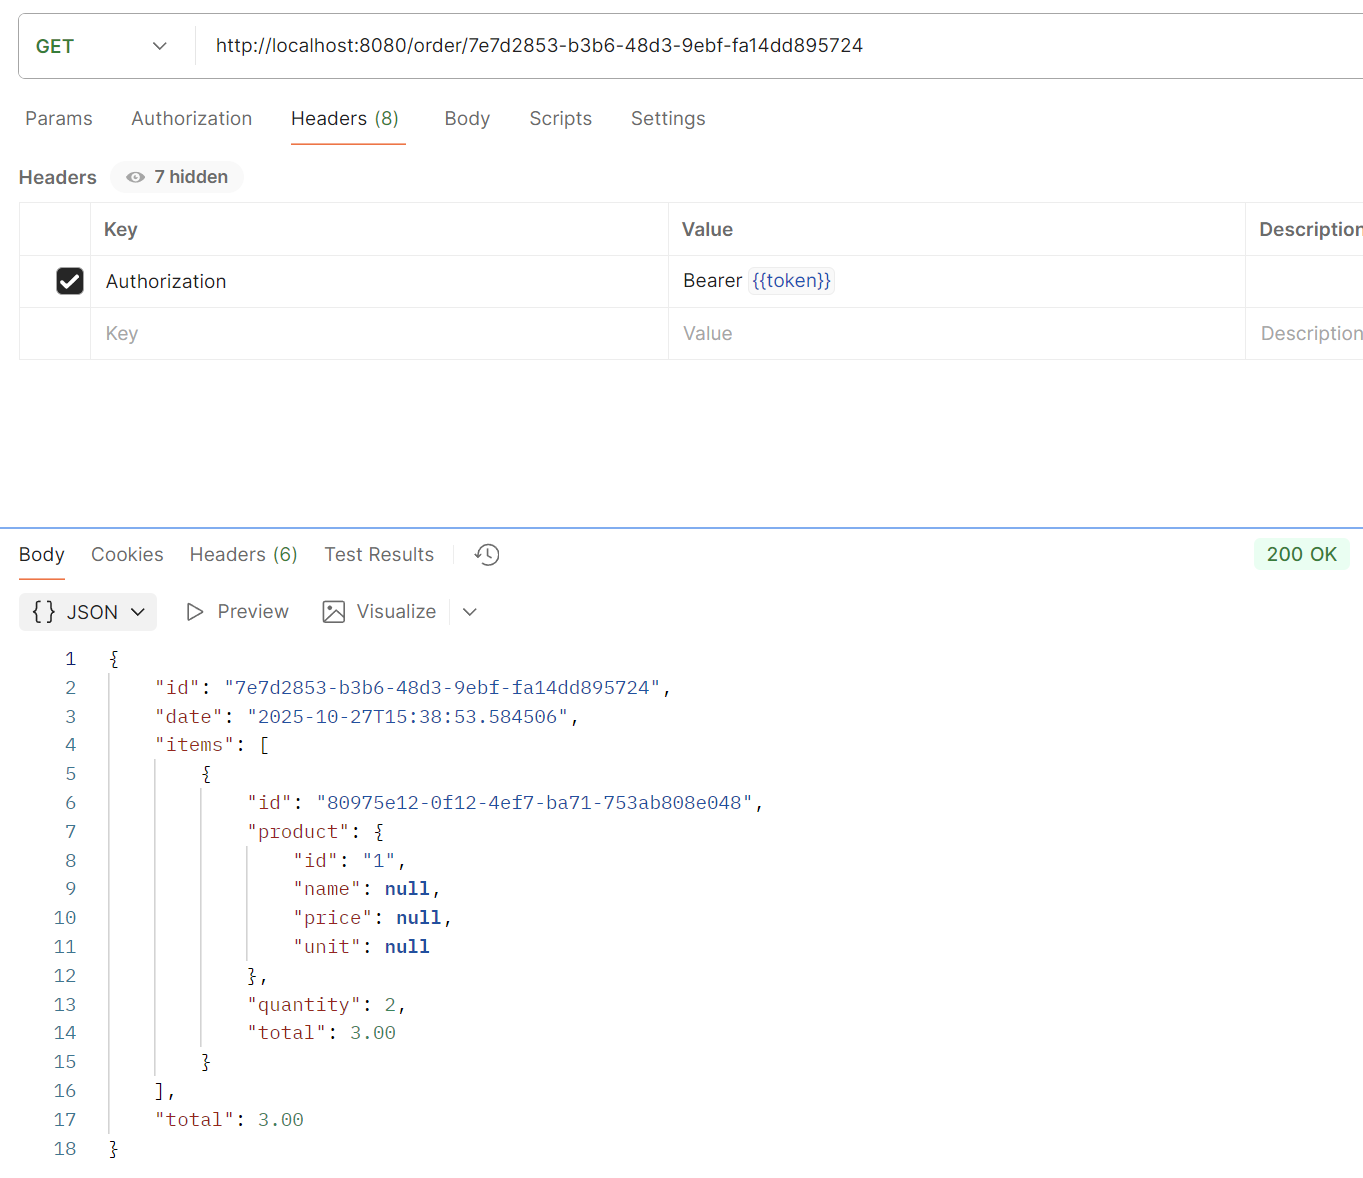 GET http://localhost:8080/order/7e7d2853-b3b6-48d3-9ebf-fa14dd895724
Params Authorization Headers (8) Body Scripts Settings
Headers 7 hidden
Key Value Description
Authorization Bearer {{token}}
Key Value Description
Body Cookies Headers (6) Test Results 200 OK
{} JSON Preview Visualize
1 {
2 "id": "7e7d2853-b3b6-48d3-9ebf-fa14dd895724",
3 "date": "2025-10-27T15:38:53.584506",
4 "items": [
5 {
6 "id": "80975e12-0f12-4ef7-ba71-753ab808e048",
7 "product": {
8 "id": "1",
9 "name": null,
10 "price": null,
11 "unit": null
12 },
13 "quantity": 2,
14 "total": 3.00
15 }
16 ],
17 "total": 3.00
18 }